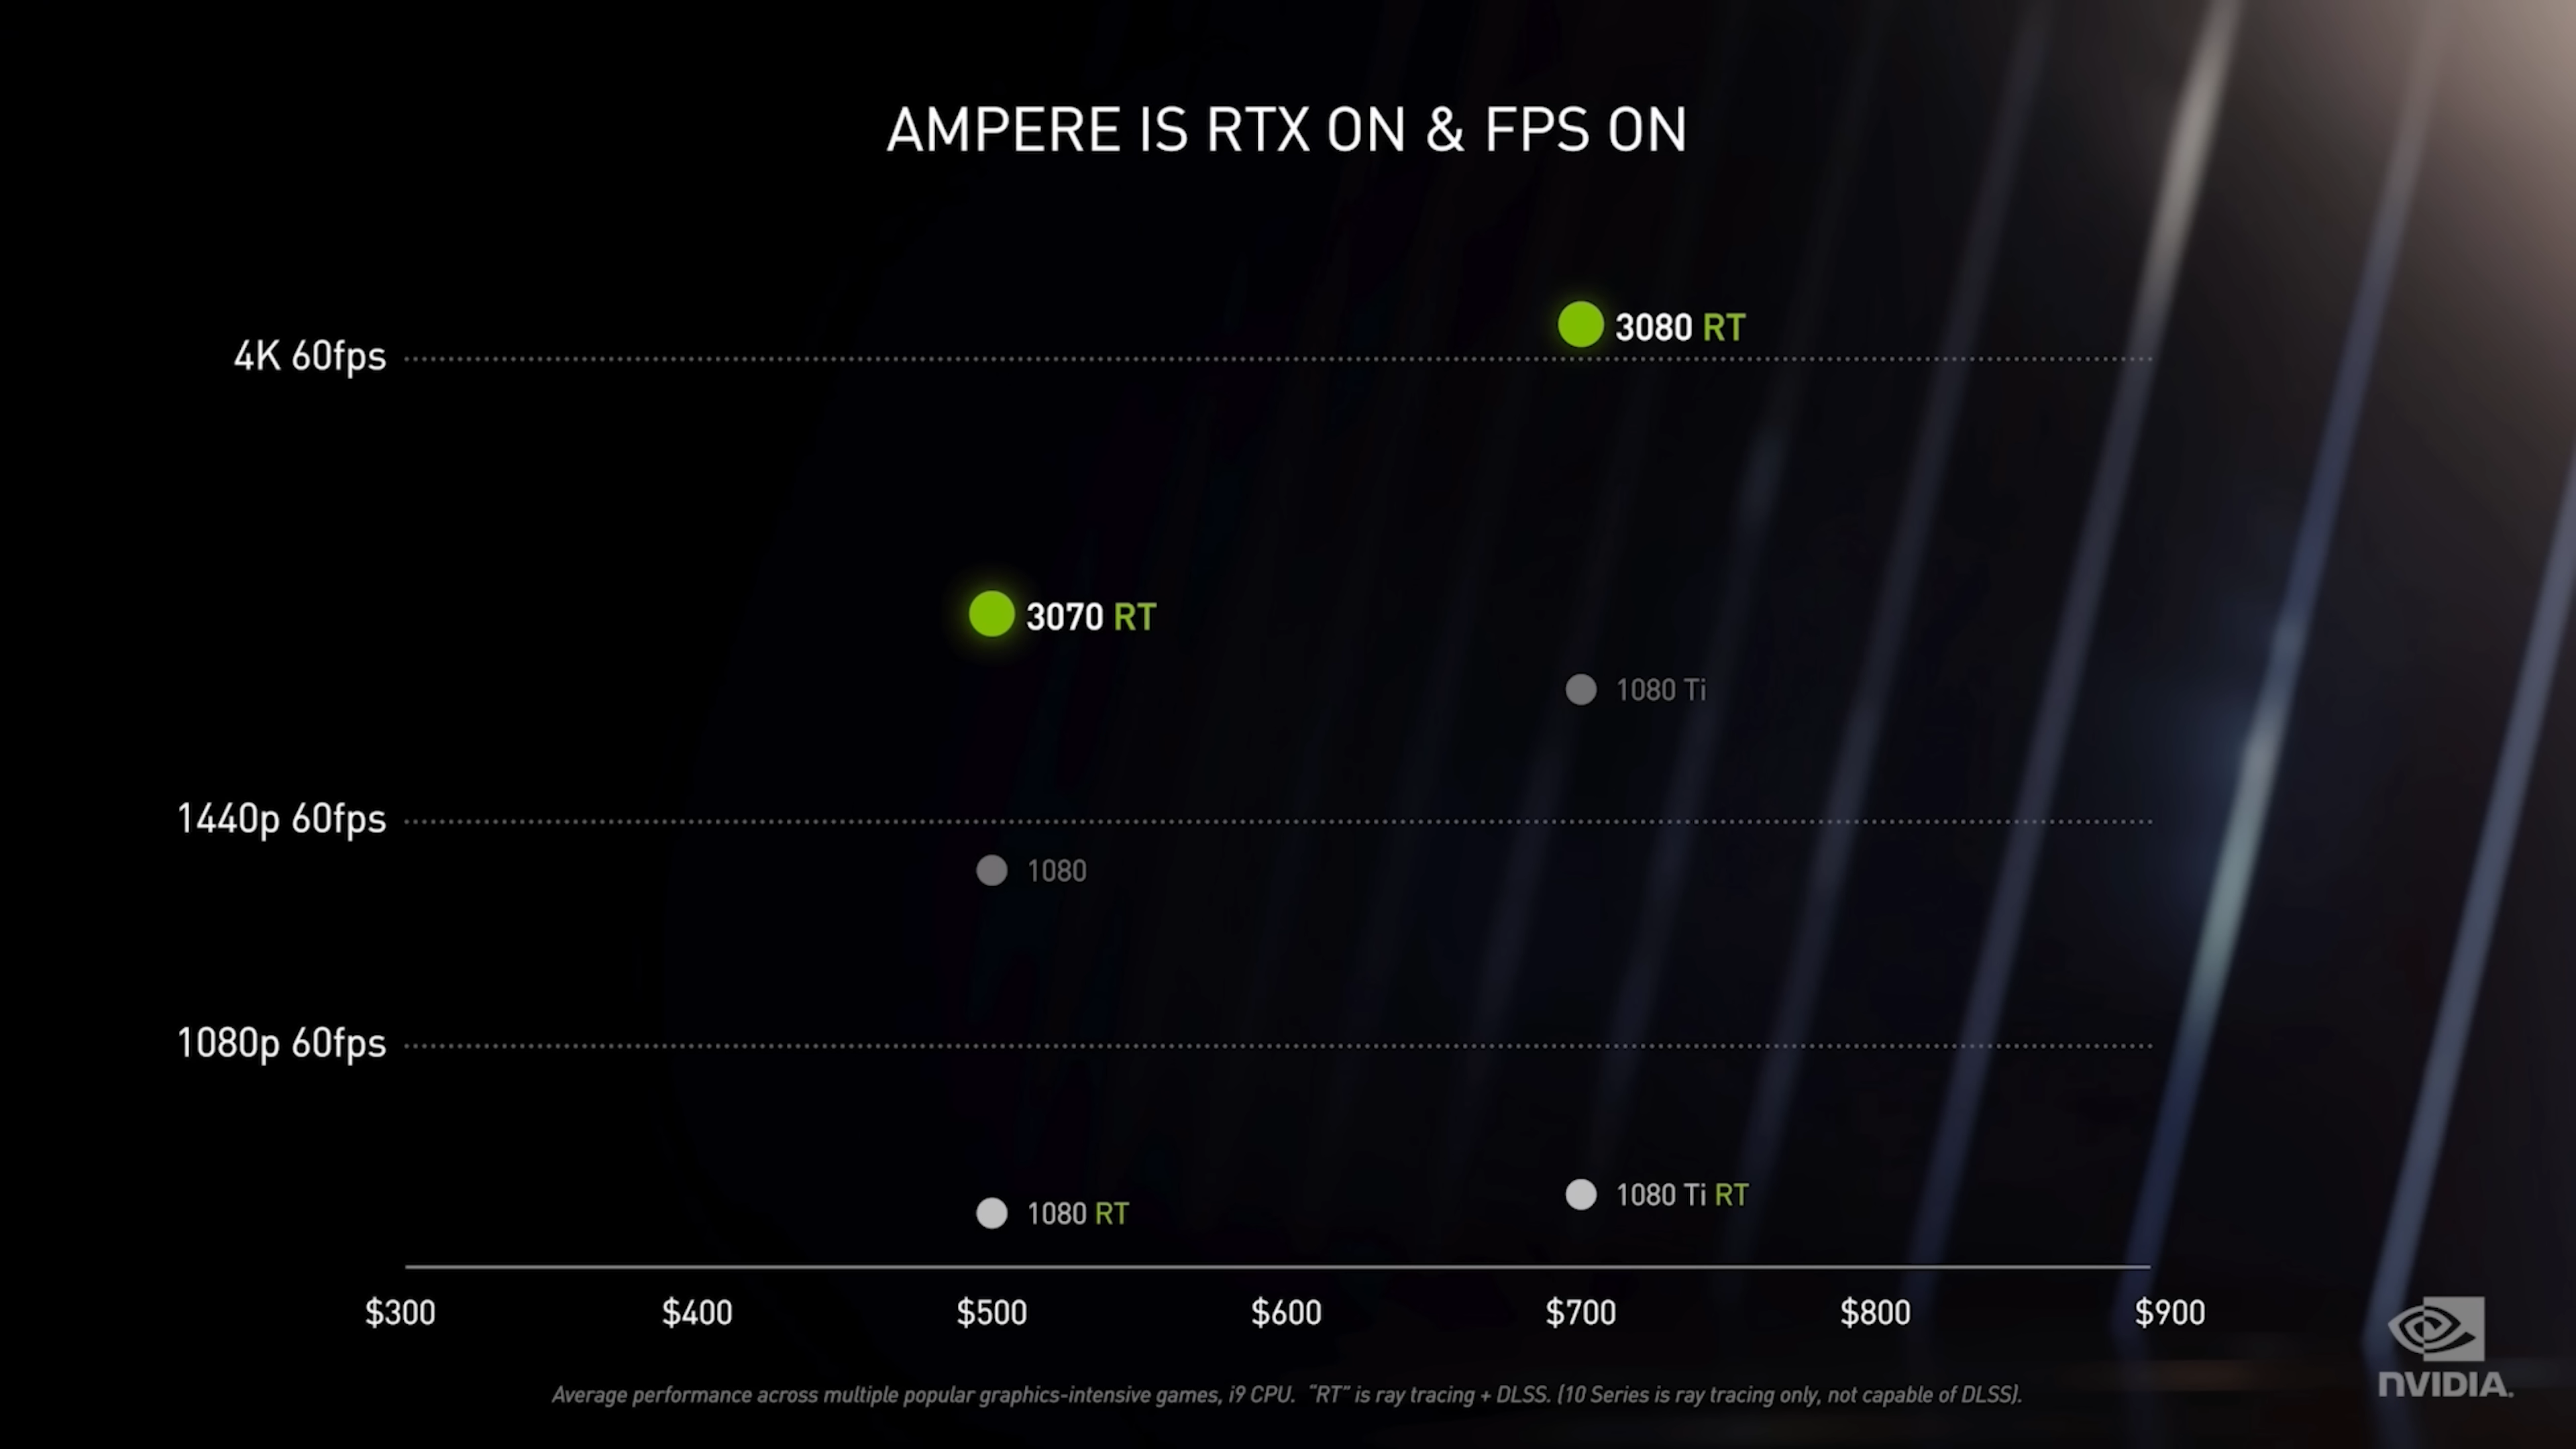 AMPERE IS RTX ON & FPS ON
3080 RT
4K 60fps
3070 RT
1080 Ti
1440p 60fps
1080
1080p 60fps
1080 Ti RT
1080 RT
$300 $400 $500 $600 $700 $800 $900
Average performance across multiple popular graphics-intensive games, i9 CPU. "RT" is ray tracing + DLSS. (10 Series is ray tracing only, not capable of DLSS).
NVIDIA.